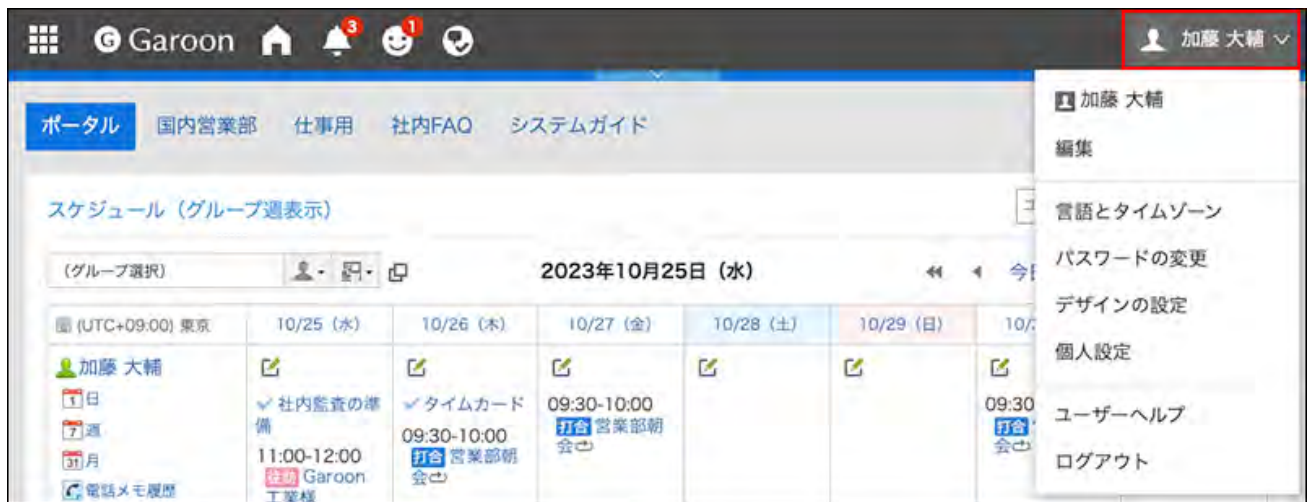 Garoon 3 1 加藤 大輔
ポータル 国内営業部 仕事用 社内FAQ システムガイド
加藤 大輔
編集
言語とタイムゾーン
パスワードの変更
デザインの設定
個人設定
ユーザーヘルプ
ログアウト
スケジュール（グループ週表示）
(グループ選択) 2023年10月25日（水）
(UTC+09:00) 東京 10/25（水） 10/26（木） 10/27（金） 10/28（土） 10/29（日）
加藤 大輔
1 日
7 週
31 月
電話メモ履歴
社内監査の準
備
11:00-12:00
往訪 Garoon
工業様
タイムカード
09:30-10:00
打合 営業部朝
会
09:30-10:00
打合 営業部朝
会
09:30
打合
会